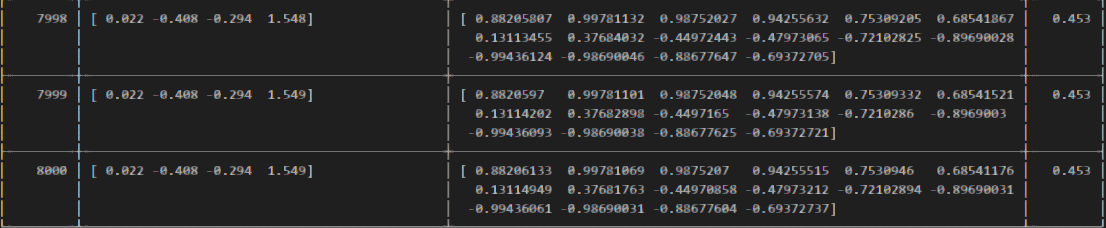 7998 [ 0.022 -0.408 -0.294 1.548] [ 0.88205807 0.99781132 0.98752027 0.94255632 0.75309205 0.68541867 0.453
0.13113455 0.37684032 -0.44972443 -0.47973065 -0.72102825 -0.89690028
-0.99436124 -0.98690046 -0.88677647 -0.69372705]
7999 [ 0.022 -0.408 -0.294 1.549] [ 0.8820597 0.99781101 0.98752048 0.94255574 0.75309332 0.68541521 0.453
0.13114202 0.37682898 -0.4497165 -0.47973138 -0.7210286 -0.8969003
-0.99436093 -0.98690038 -0.88677625 -0.69372721]
8000 [ 0.022 -0.408 -0.294 1.549] [ 0.88206133 0.99781069 0.9875207 0.94255515 0.7530946 0.68541176 0.453
0.13114949 0.37681763 -0.44970858 -0.47973212 -0.72102894 -0.89690031
-0.99436061 -0.98690031 -0.88677604 -0.69372737]